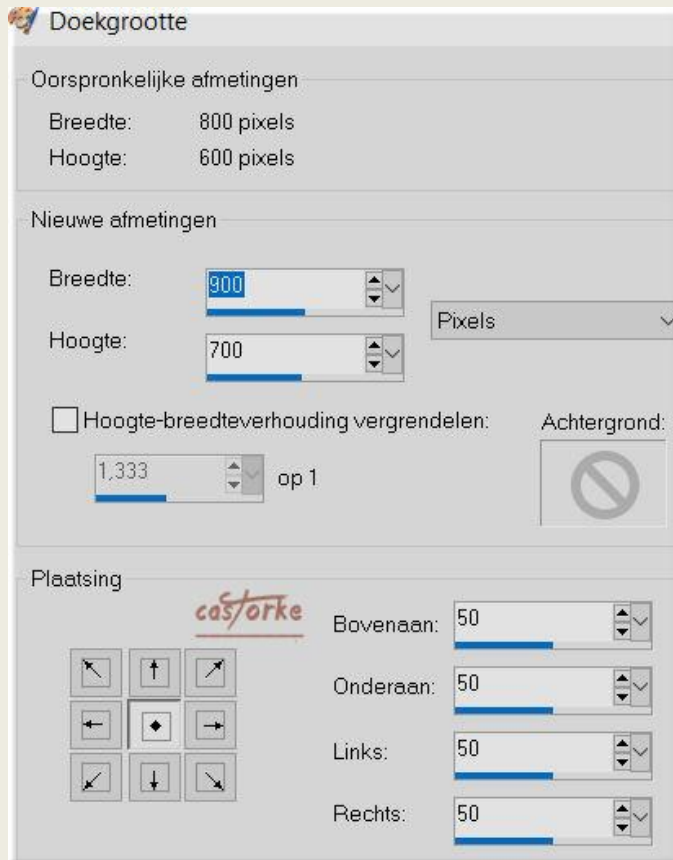 Doekgrootte
Oorspronkelijke afmetingen
Breedte: 800 pixels
Hoogte: 600 pixels
Nieuwe afmetingen
Breedte: 900
Pixels
Hoogte: 700
Hoogte-breedteverhouding vergrendelen: Achtergrond:
1,333 op 1
Plaatsing
castorke
Bovenaan: 50
Onderaan: 50
Links: 50
Rechts: 50